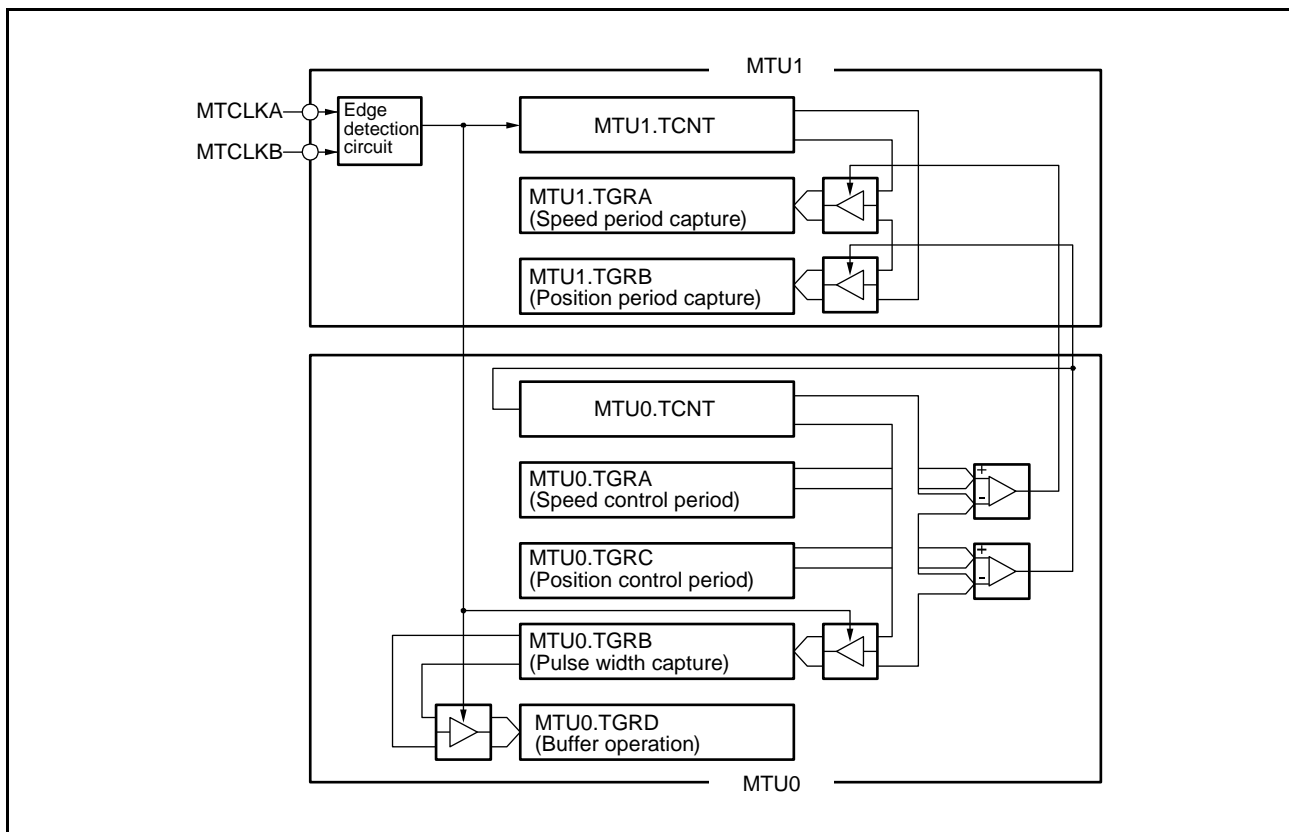 MTU1
MTCLKA
MTCLKB
Edge
detection
circuit
MTU1.TCNT
MTU1.TGRA
(Speed period capture)
MTU1.TGRB
(Position period capture)
MTU0.TCNT
MTU0.TGRA
(Speed control period)
+
-
MTU0.TGRC
(Position control period)
+
-
MTU0.TGRB
(Pulse width capture)
MTU0.TGRD
(Buffer operation)
MTU0